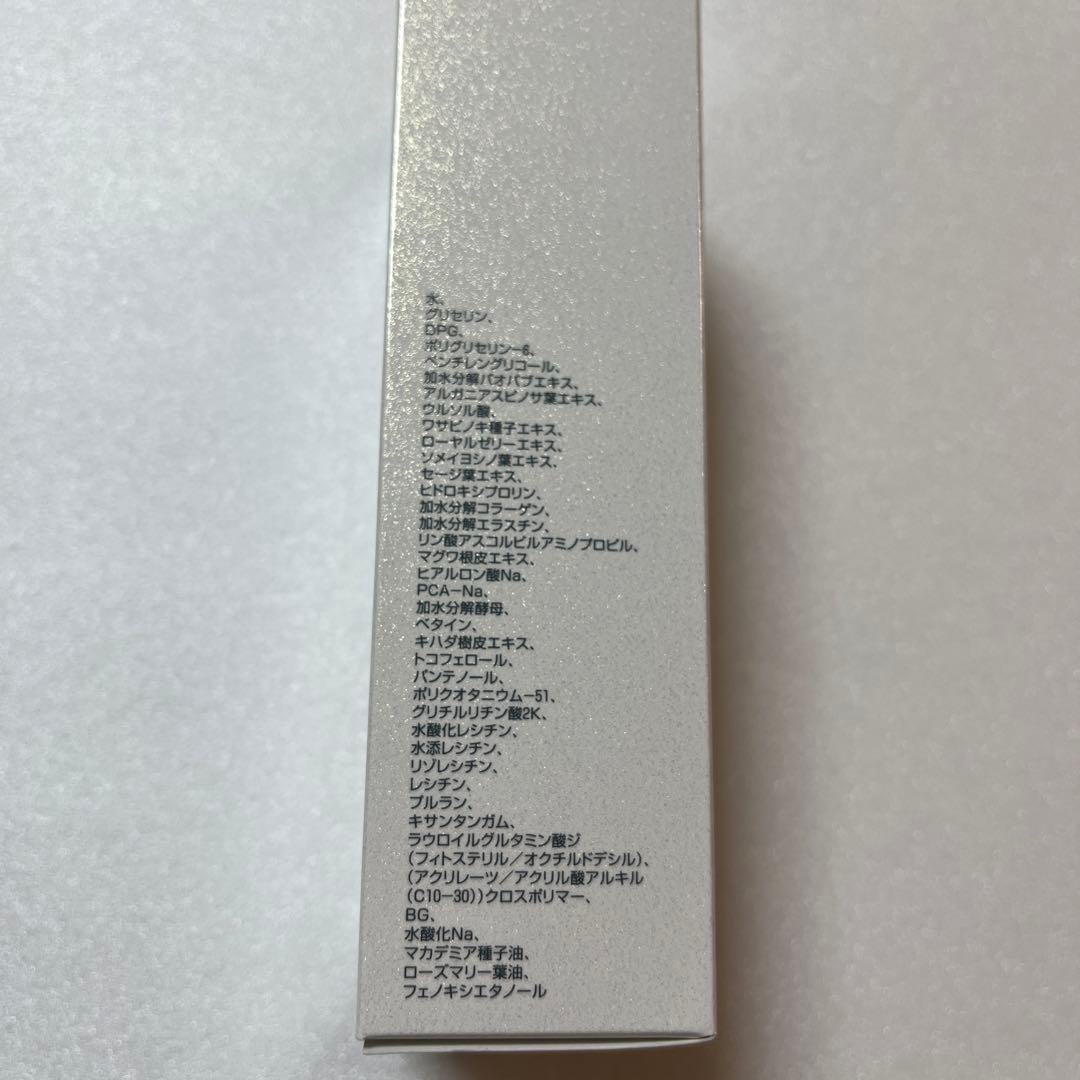 水、
グリセリン、
DPG、
ポリグリセリン-6、
ペンチレングリコール、
加水分解バオバブエキス、
アルガニアスピノサ葉エキス、
ウルソル酸、
ワサビノキ種子エキス、
ローヤルゼリーエキス、
ソメイヨシノ葉エキス、
セージ葉エキス、
ヒドロキシプロリン、
加水分解コラーゲン、
加水分解エラスチン、
リン酸アスコルビルアミノプロピル、
マグワ根皮エキス、
ヒアルロン酸Na、
PCA-Na、
加水分解酵母、
ベタイン、
キハダ樹皮エキス、
トコフェロール、
パンテノール、
ポリクオタニウム-51、
グリチルリチン酸2K、
水酸化レシチン、
水添レシチン、
リゾレシチン、
レシチン、
プルラン、
キサンタンガム、
ラウロイルグルタミン酸ジ
(フィトステリル/オクチルドデシル)、
(アクリレーツ/アクリル酸アルキル
(C10-30))クロスポリマー、
BG、
水酸化Na、
マカデミア種子油、
ローズマリー葉油、
フェノキシエタノール